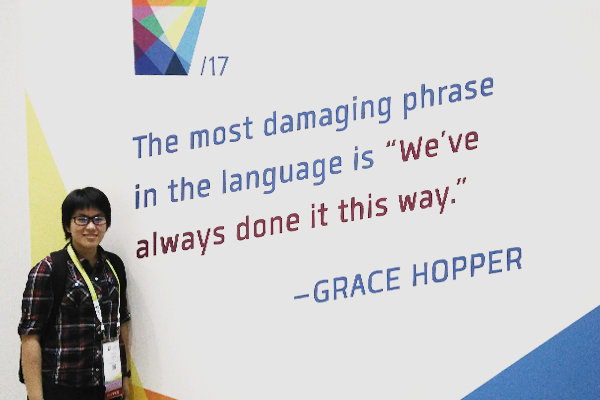 /17
The most damaging phrase
in the language is “We’ve
always done it this way.”
–GRACE HOPPER